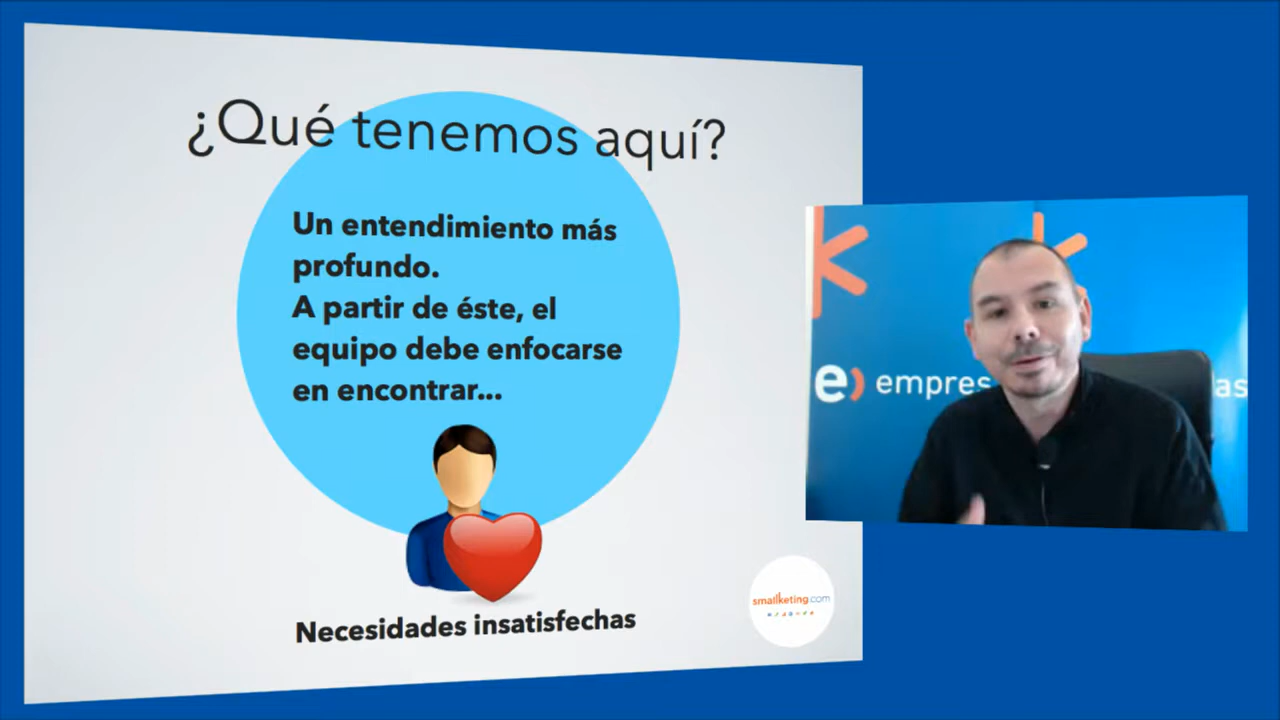 ¿Qué tenemos aquí?
Un entendimiento más
profundo.
A partir de éste, el
equipo debe enfocarse
en encontrar...
Necesidades insatisfechas
smallketing.com
e) empres
as